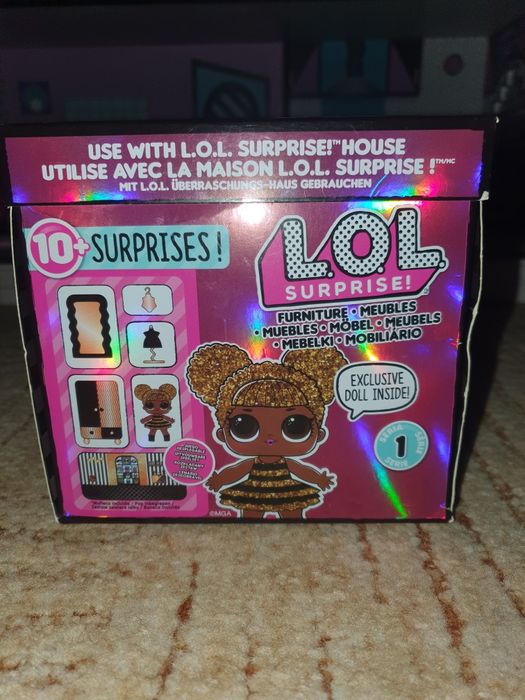 USE WITH L.O.L. SURPRISE!™ HOUSE
UTILISE AVEC LA MAISON L.O.L. SURPRISE !™/MC
MIT L.O.L. ÜBERRASCHUNGS-HAUS GEBRAUCHEN
10+ SURPRISES!
L.O.L.
SURPRISE!
FURNITURE • MEUBLES
• MUEBLES • MÖBEL • MEUBELS
• MEBELKI • MOBILIÁRIO
EXCLUSIVE
DOLL INSIDE!
SERIA
SÉRIE
1
SERIE
©MGA